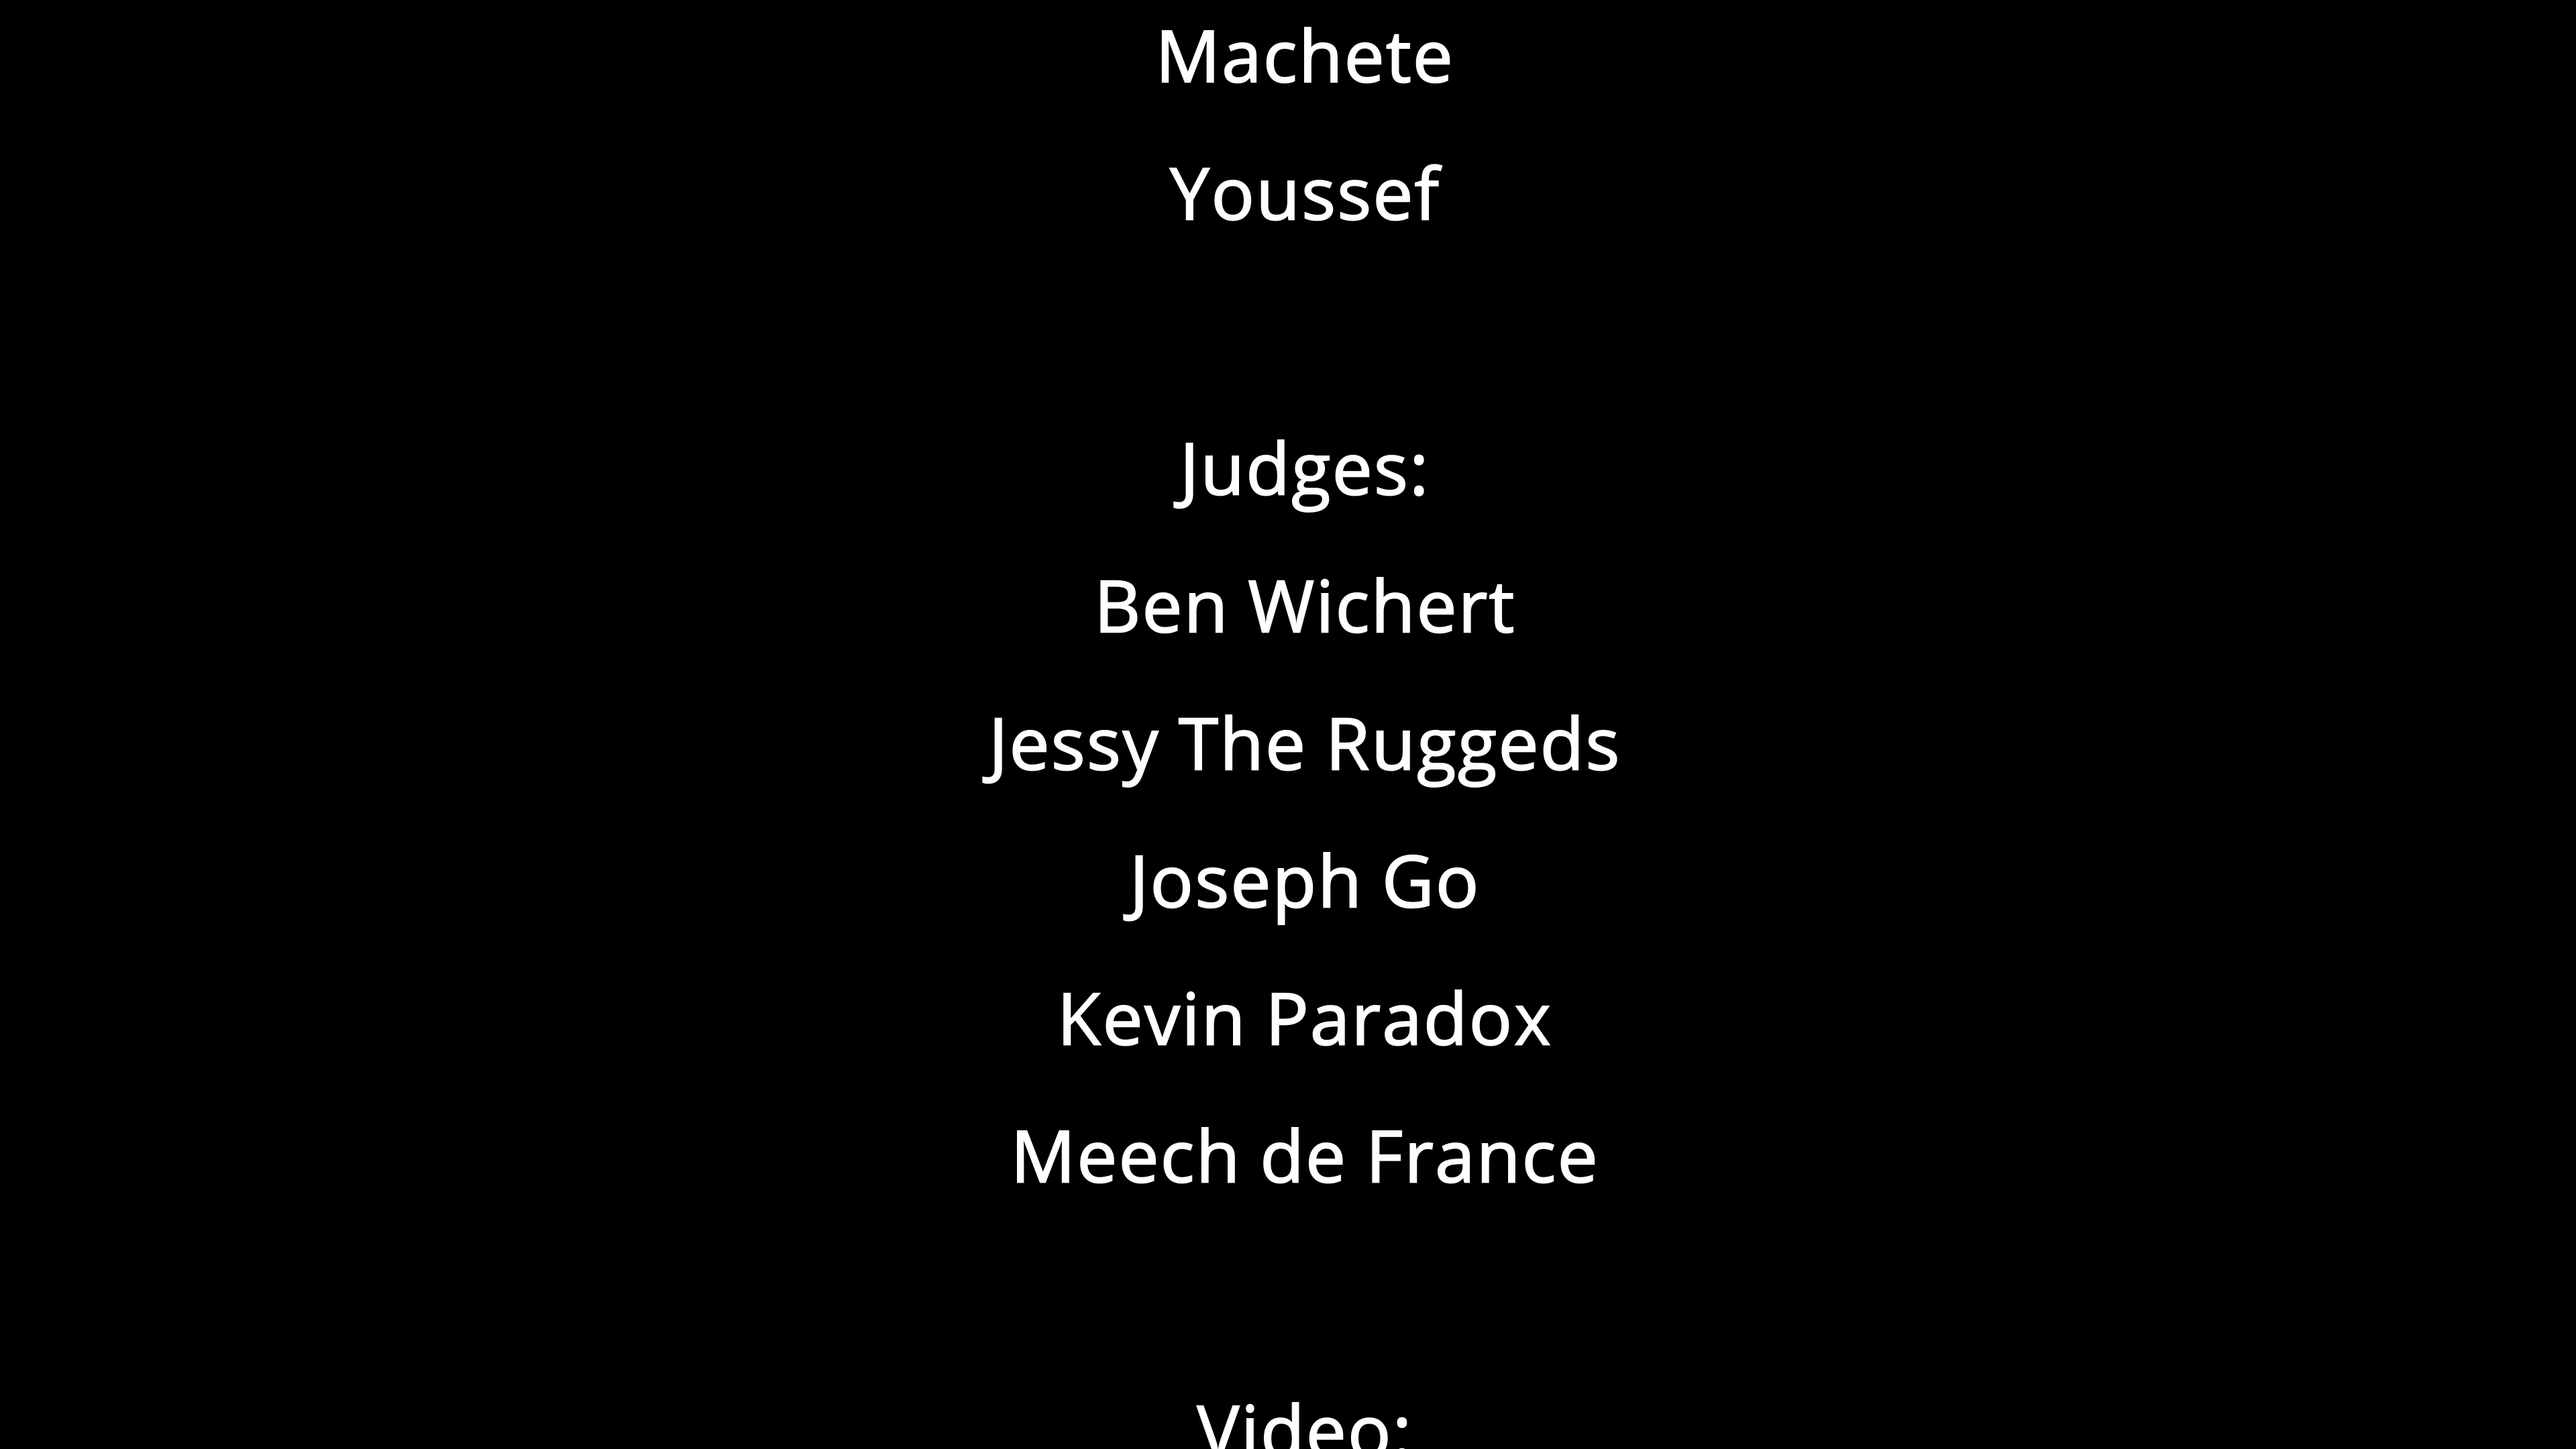 Machete
Youssef
Judges:
Ben Wichert
Jessy The Ruggeds
Joseph Go
Kevin Paradox
Meech de France
Video: